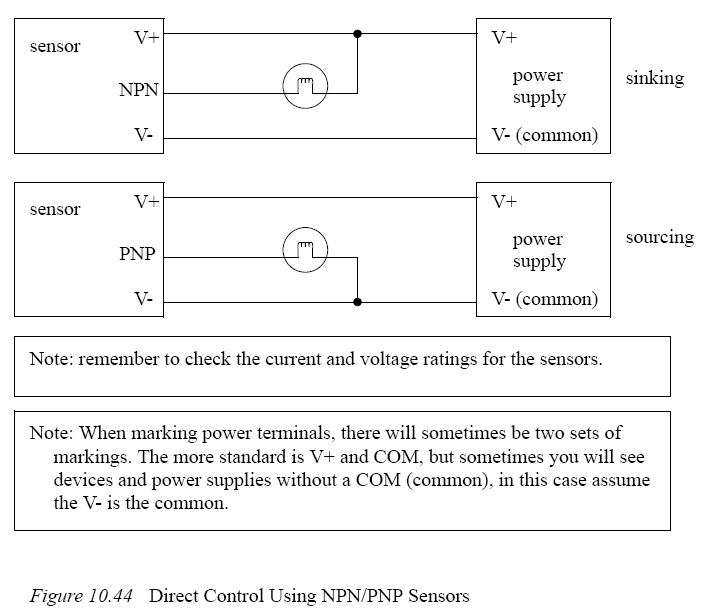 sensor
V+
NPN
V-
V+
power
supply
V- (common)
sinking
sensor
V+
PNP
V-
V+
power
supply
V- (common)
sourcing
Note: remember to check the current and voltage ratings for the sensors.
Note: When marking power terminals, there will sometimes be two sets of
markings. The more standard is V+ and COM, but sometimes you will see
devices and power supplies without a COM (common), in this case assume
the V- is the common.
Figure 10.44 Direct Control Using NPN/PNP Sensors